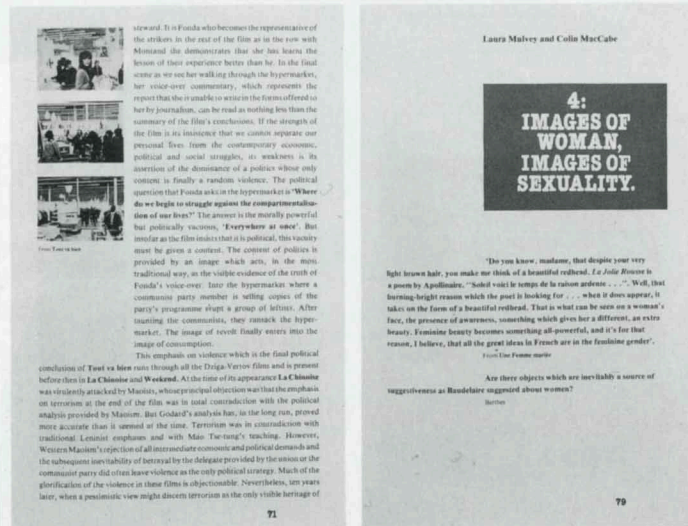 steward. It is Fonda who becomes the representative of
the strikers in the rest of the film as in the row with
Montand she demonstrates that she has learnt the
lesson of their experience better than he. In the final
scene as we see her walking through the hypermarket,
her voice-over commentary, which represents the
report that she is unable to write in the forms offered to
her by journalism, can be read as nothing less than the
summary of the film's conclusions. If the strength of
the film is its insistence that we cannot separate our
personal lives from the contemporary economic,
political and social struggles, its weakness is its
assertion of the dominance of a politics whose only
content is finally a random violence. The political
question that Fonda asks in the hypermarket is 'Where
do we begin to struggle against the compartmentalisa-
tion of our lives?' The answer is the morally powerful
but politically vacuous, 'Everywhere at once'. But
insofar as the film insists that it is political, this vacuity
must be given a content. The content of politics is
provided by an image which acts, in the most
traditional way, as the visible evidence of the truth of
Fonda's voice-over. Into the hypermarket where a
communist party member is selling copies of the
party's programme erupt a group of leftists. After
taunting the communists, they ransack the hyper-
market. The image of revolt finally enters into the
image of consumption.
From Tout va bien
This emphasis on violence which is the final political
conclusion of Tout va bien runs through all the Dziga-Vertov films and is present
before then in La Chinoise and Weekend. At the time of its appearance La Chinoise
was virulently attacked by Maoists, whose principal objection was that the emphasis
on terrorism at the end of the film was in total contradiction with the political
analysis provided by Maoism. But Godard's analysis has, in the long run, proved
more accurate than it seemed at the time. Terrorism was in contradiction with
traditional Leninist emphases and with Mao Tse-tung's teaching. However,
Western Maoism's rejection of all intermediate economic and political demands and
the subsequent inevitability of betrayal by the delegate provided by the union or the
communist party did often leave violence as the only political strategy. Much of the
glorification of the violence in these films is objectionable. Nevertheless, ten years
later, when a pessimistic view might discern terrorism as the only visible heritage of
71
Laura Mulvey and Colin MacCabe
4:
IMAGES OF
WOMAN,
IMAGES OF
SEXUALITY.
'Do you know, madame, that despite your very
light brown hair, you make me think of a beautiful redhead. La Jolie Rousse is
a poem by Apollinaire. "Soleil voici le temps de la raison ardente . . .". Well, that
burning-bright reason which the poet is looking for . . . when it does appear, it
takes on the form of a beautiful redhead. That is what can be seen on a woman's
face, the presence of awareness, something which gives her a different, an extra
beauty. Feminine beauty becomes something all-powerful, and it's for that
reason, I believe, that all the great ideas in French are in the feminine gender'.
From Une Femme mariée
Are there objects which are inevitably a source of
suggestiveness as Baudelaire suggested about women?
Barthes
79